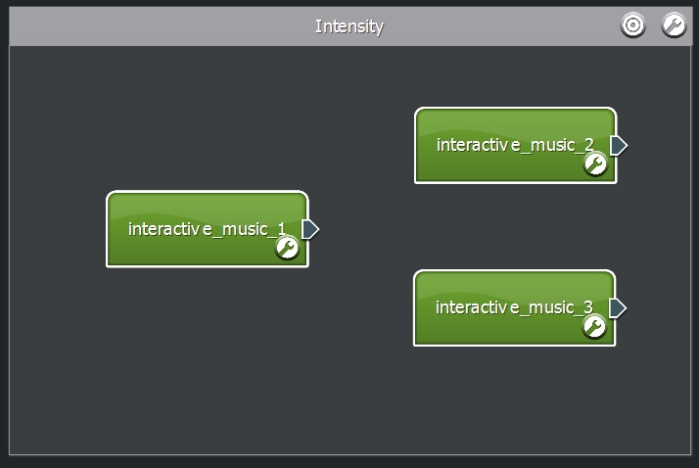 Intensity
interactive_music_2
interactive_music_1
interactive_music_3